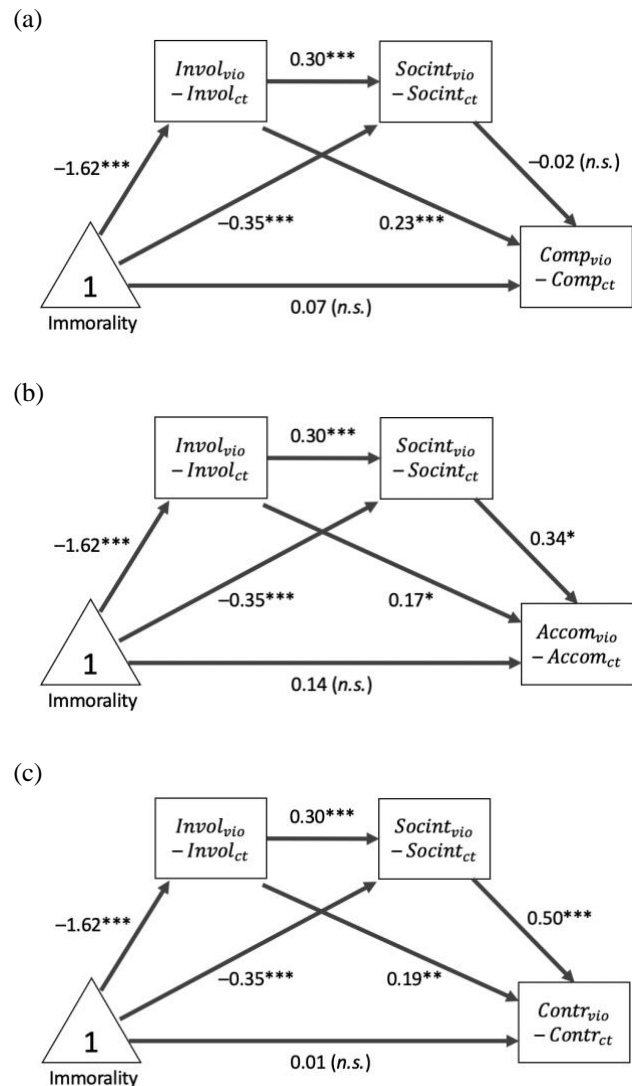 (a)
Invol_vio
– Invol_ct
0.30***
Socint_vio
– Socint_ct
–1.62***
–0.02 (n.s.)
–0.35***
0.23***
Comp_vio
– Comp_ct
1
Immorality
0.07 (n.s.)
(b)
Invol_vio
– Invol_ct
0.30***
Socint_vio
– Socint_ct
–1.62***
0.34*
–0.35***
0.17*
Accom_vio
– Accom_ct
1
Immorality
0.14 (n.s.)
(c)
Invol_vio
– Invol_ct
0.30***
Socint_vio
– Socint_ct
–1.62***
0.50***
–0.35***
0.19**
Contr_vio
– Contr_ct
1
Immorality
0.01 (n.s.)